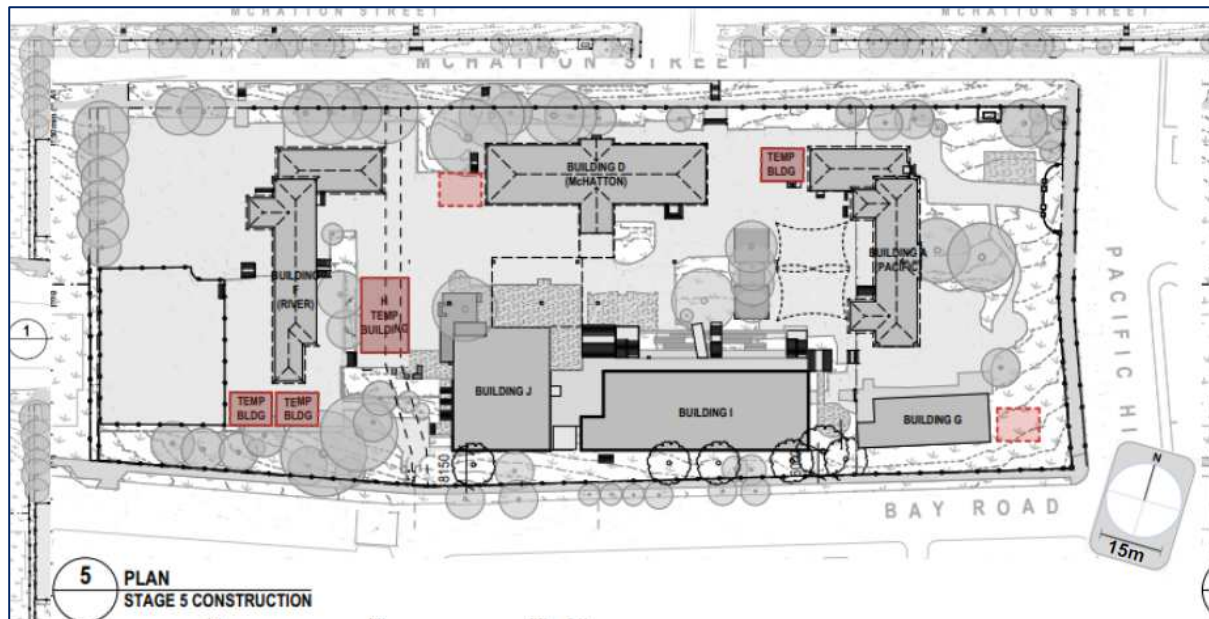 MCHATTON STREET
MCHATTON STREET
MCHATTON STREET
BUILDING D
(McHATTON)
TEMP
BLDG
BUILDING A
(PACIFIC)
BUILDING
F
(RIVER)
H
TEMP
BUILDING
TEMP
BLDG
TEMP
BLDG
BUILDING J
BUILDING I
BUILDING G
PACIFIC HI
8150
BAY ROAD
N
15m
1
5
PLAN
STAGE 5 CONSTRUCTION